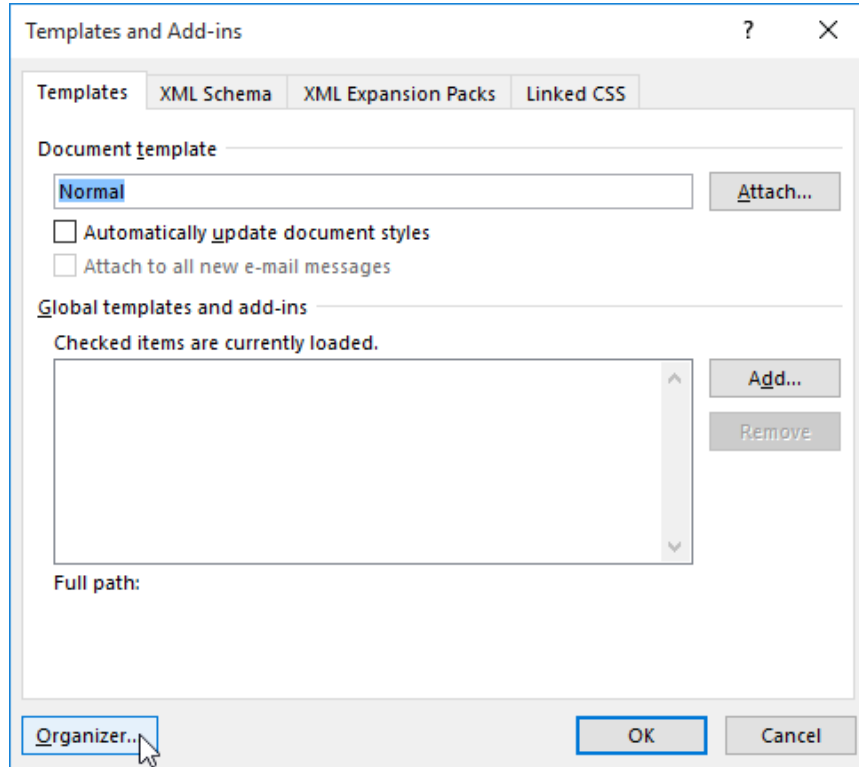 Templates and Add-ins ? ×
Templates XML Schema XML Expansion Packs Linked CSS
Document template
Normal Attach...
Automatically update document styles
Attach to all new e-mail messages
Global templates and add-ins
Checked items are currently loaded.
Add...
Remove
Full path:
Organizer... OK Cancel